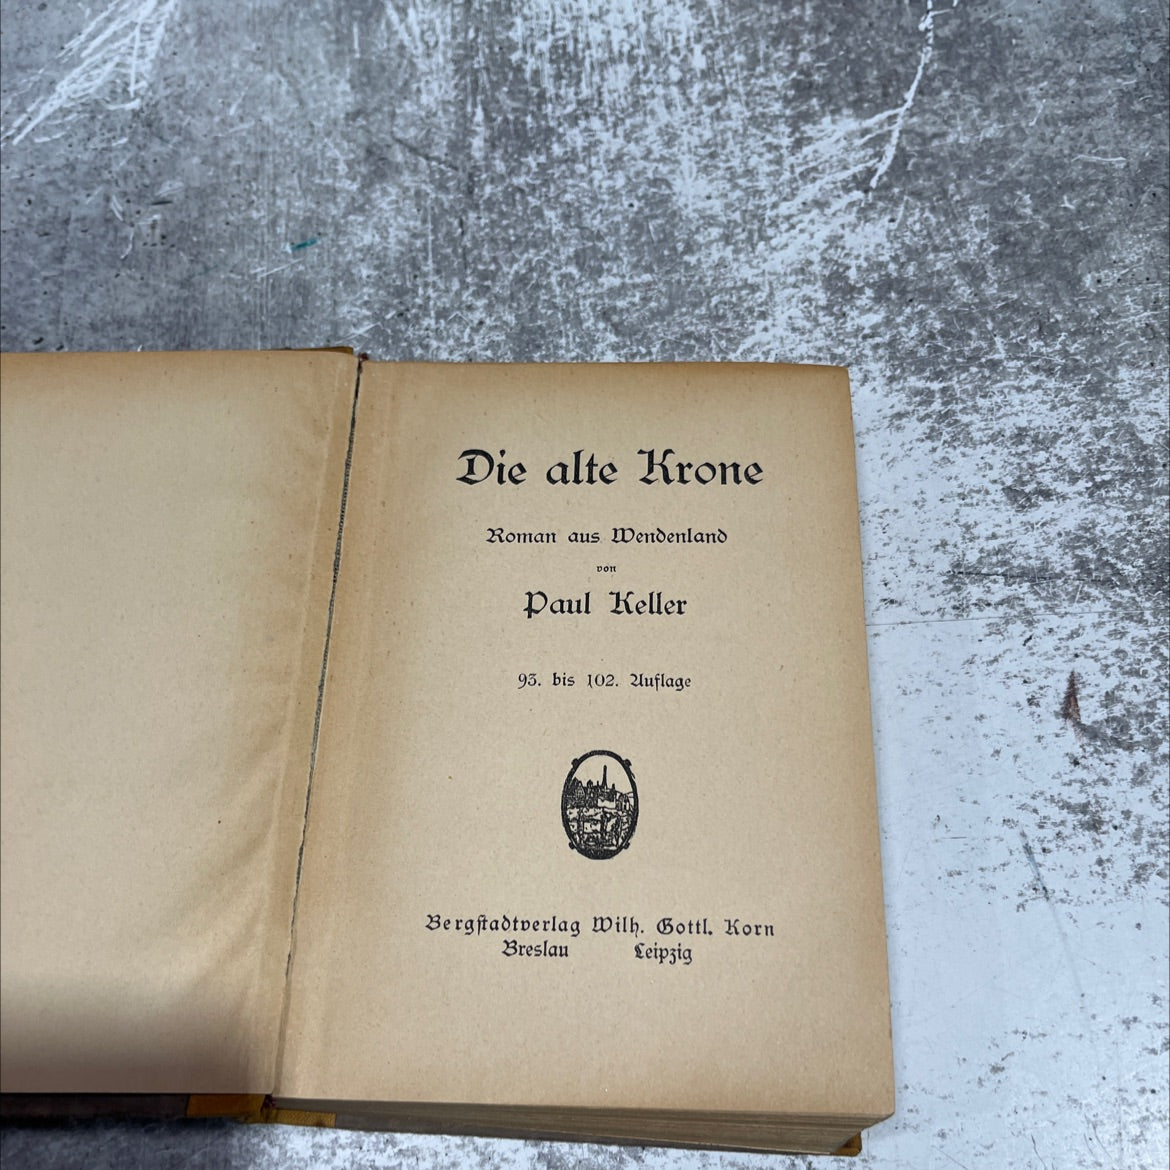 Die alte Krone
Roman aus Wendenland
von
Paul Keller
93. bis 102. Auflage
Bergstadtverlag Wilh. Gottl. Korn
Breslau Leipzig